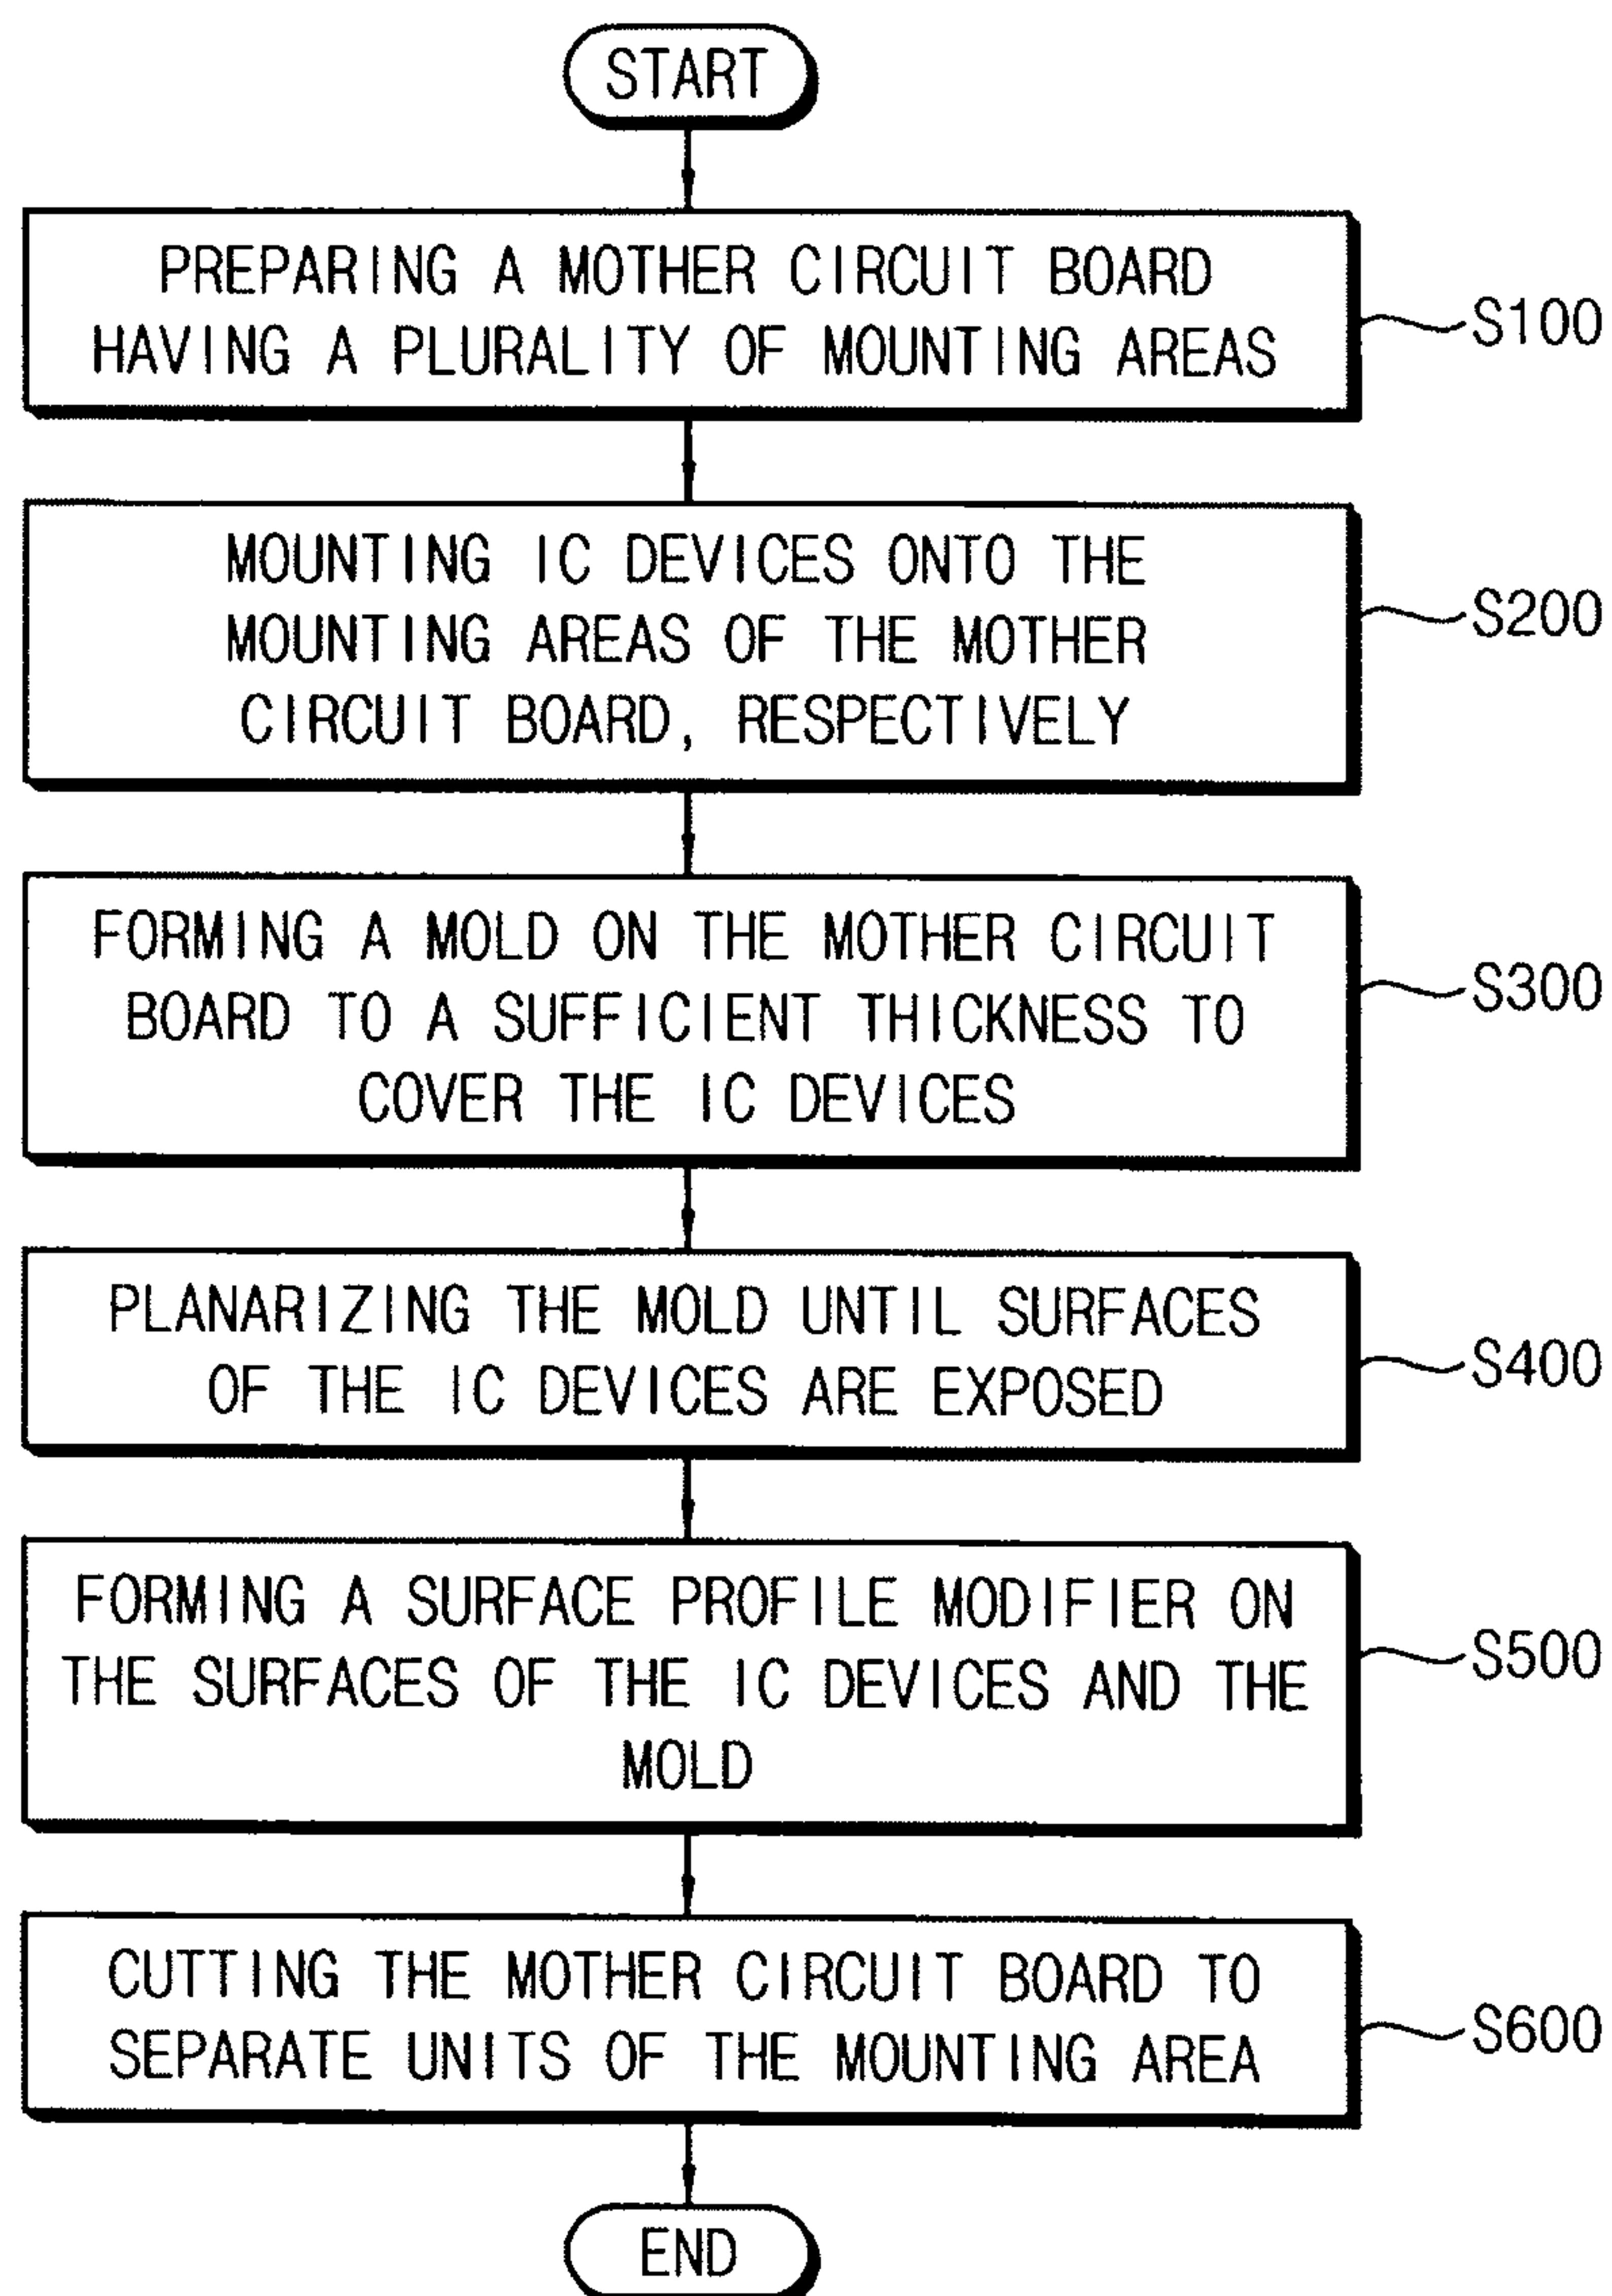 START
PREPARING A MOTHER CIRCUIT BOARD
HAVING A PLURALITY OF MOUNTING AREAS
S100
MOUNTING IC DEVICES ONTO THE
MOUNTING AREAS OF THE MOTHER
CIRCUIT BOARD, RESPECTIVELY
S200
FORMING A MOLD ON THE MOTHER CIRCUIT
BOARD TO A SUFFICIENT THICKNESS TO
COVER THE IC DEVICES
S300
PLANARIZING THE MOLD UNTIL SURFACES
OF THE IC DEVICES ARE EXPOSED
S400
FORMING A SURFACE PROFILE MODIFIER ON
THE SURFACES OF THE IC DEVICES AND THE
MOLD
S500
CUTTING THE MOTHER CIRCUIT BOARD TO
SEPARATE UNITS OF THE MOUNTING AREA
S600
END